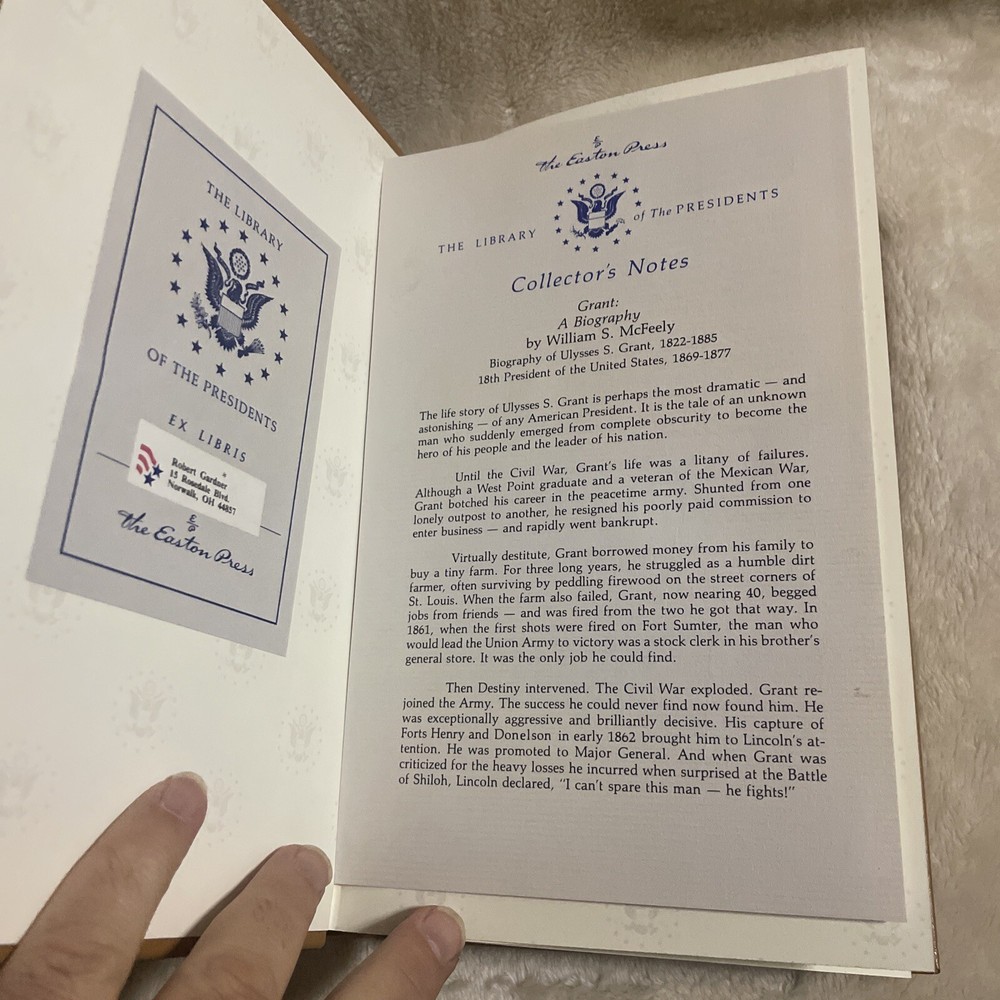 THE LIBRARY
OF THE PRESIDENTS
EX LIBRIS
Robert Gardner
15 Rosedale Blvd.
Norwalk, OH 44857
E
P
The Easton Press
E
P
The Easton Press
THE LIBRARY of The PRESIDENTS
Collector's Notes
Grant:
A Biography
by William S. McFeely
Biography of Ulysses S. Grant, 1822-1885
18th President of the United States, 1869-1877
The life story of Ulysses S. Grant is perhaps the most dramatic — and
astonishing — of any American President. It is the tale of an unknown
man who suddenly emerged from complete obscurity to become the
hero of his people and the leader of his nation.
Until the Civil War, Grant's life was a litany of failures.
Although a West Point graduate and a veteran of the Mexican War,
Grant botched his career in the peacetime army. Shunted from one
lonely outpost to another, he resigned his poorly paid commission to
enter business — and rapidly went bankrupt.
Virtually destitute, Grant borrowed money from his family to
buy a tiny farm. For three long years, he struggled as a humble dirt
farmer, often surviving by peddling firewood on the street corners of
St. Louis. When the farm also failed, Grant, now nearing 40, begged
jobs from friends — and was fired from the two he got that way. In
1861, when the first shots were fired on Fort Sumter, the man who
would lead the Union Army to victory was a stock clerk in his brother's
general store. It was the only job he could find.
Then Destiny intervened. The Civil War exploded. Grant re-
joined the Army. The success he could never find now found him. He
was exceptionally aggressive and brilliantly decisive. His capture of
Forts Henry and Donelson in early 1862 brought him to Lincoln's at-
tention. He was promoted to Major General. And when Grant was
criticized for the heavy losses he incurred when surprised at the Battle
of Shiloh, Lincoln declared, "I can't spare this man — he fights!"